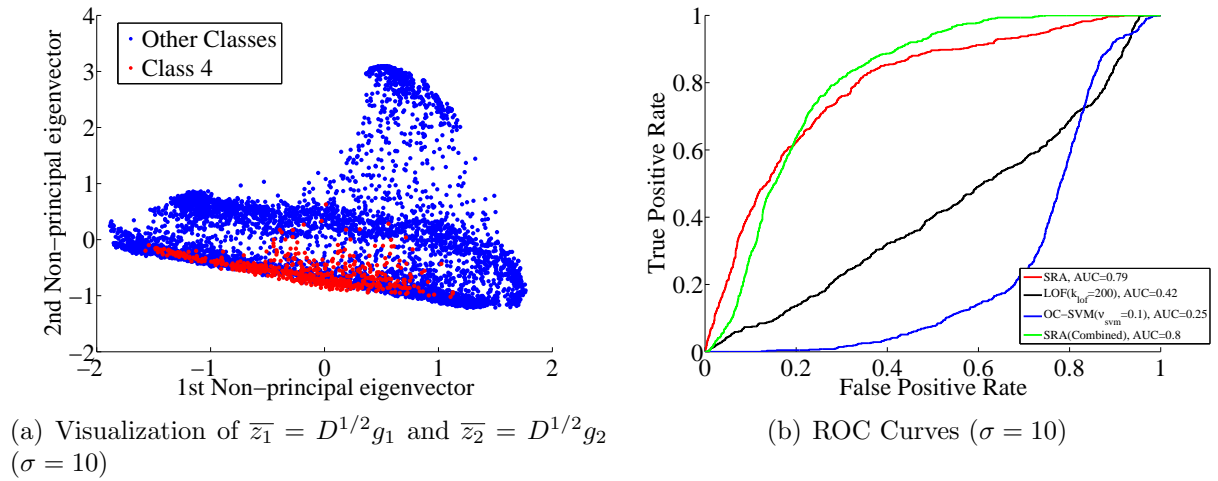 4
3
2
1
0
−1
−2
−2
−1
0
1
2
2nd Non−principal eigenvector
1st Non−principal eigenvector
Other Classes
Class 4
(a) Visualization of z̅₁̅ = D^{1/2}g₁ and z̅₂̅ = D^{1/2}g₂
(σ = 10)
1
0.8
0.6
0.4
0.2
0
0
0.2
0.4
0.6
0.8
1
True Positive Rate
False Positive Rate
SRA, AUC=0.79
LOF(k_lof=200), AUC=0.42
OC−SVM(ν_svm=0.1), AUC=0.25
SRA(Combined), AUC=0.8
(b) ROC Curves (σ = 10)